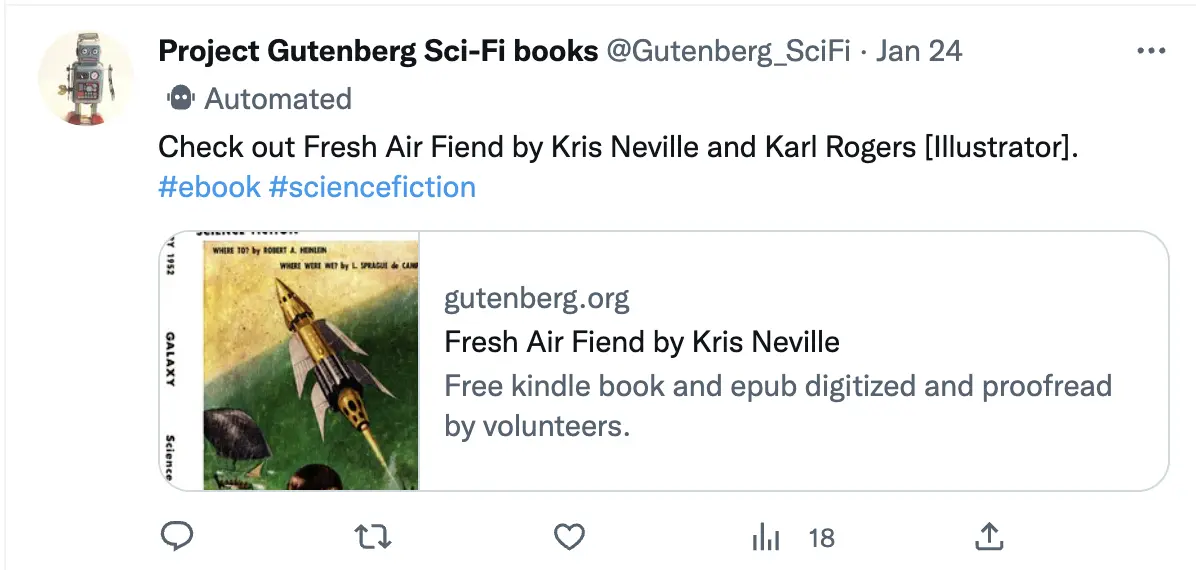 Project Gutenberg Sci-Fi books @Gutenberg_SciFi · Jan 24
Automated
Check out Fresh Air Fiend by Kris Neville and Karl Rogers [Illustrator].
#ebook #sciencefiction
SCIENCE FICTION
WHERE TO? by ROBERT A. HEINLEIN
WHERE WERE WE? by L. SPRAGUE de CAMP
1952
GALAXY
Science
gutenberg.org
Fresh Air Fiend by Kris Neville
Free kindle book and epub digitized and proofread
by volunteers.
18